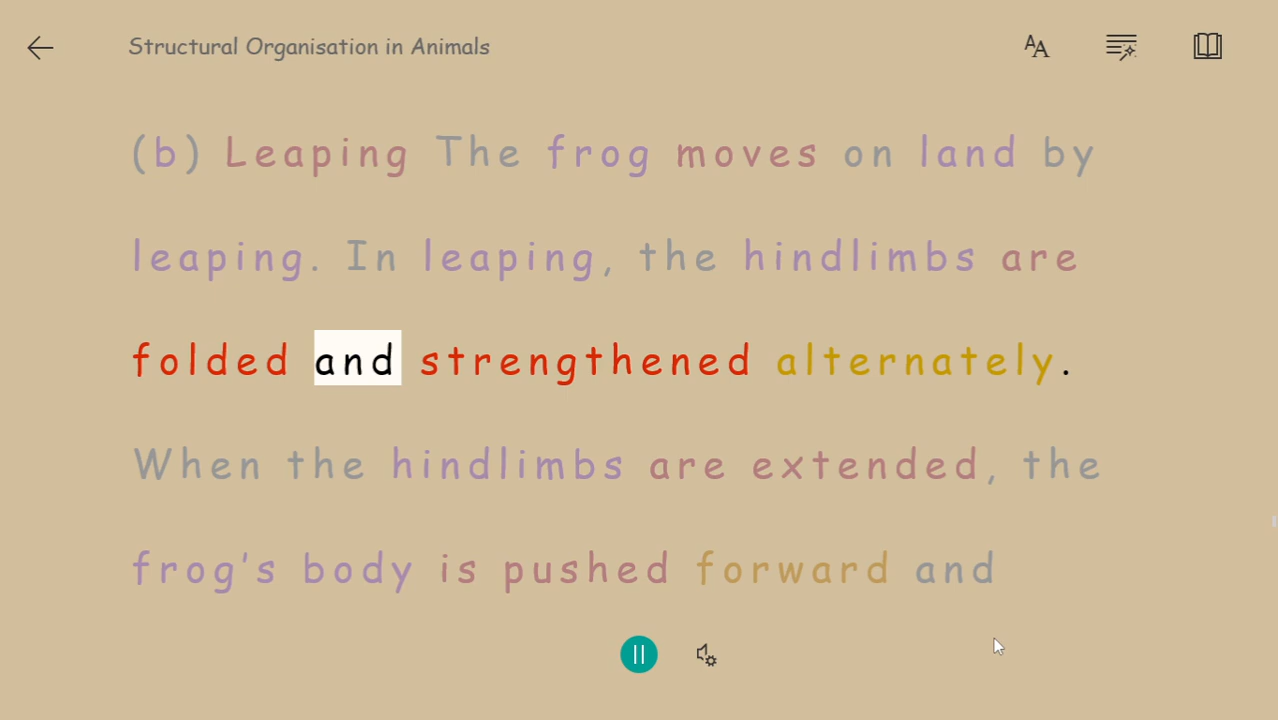 Structural Organisation in Animals
AA
(b) Leaping The frog moves on land by
leaping. In leaping, the hindlimbs are
folded and strengthened alternately.
When the hindlimbs are extended, the
frog's body is pushed forward and